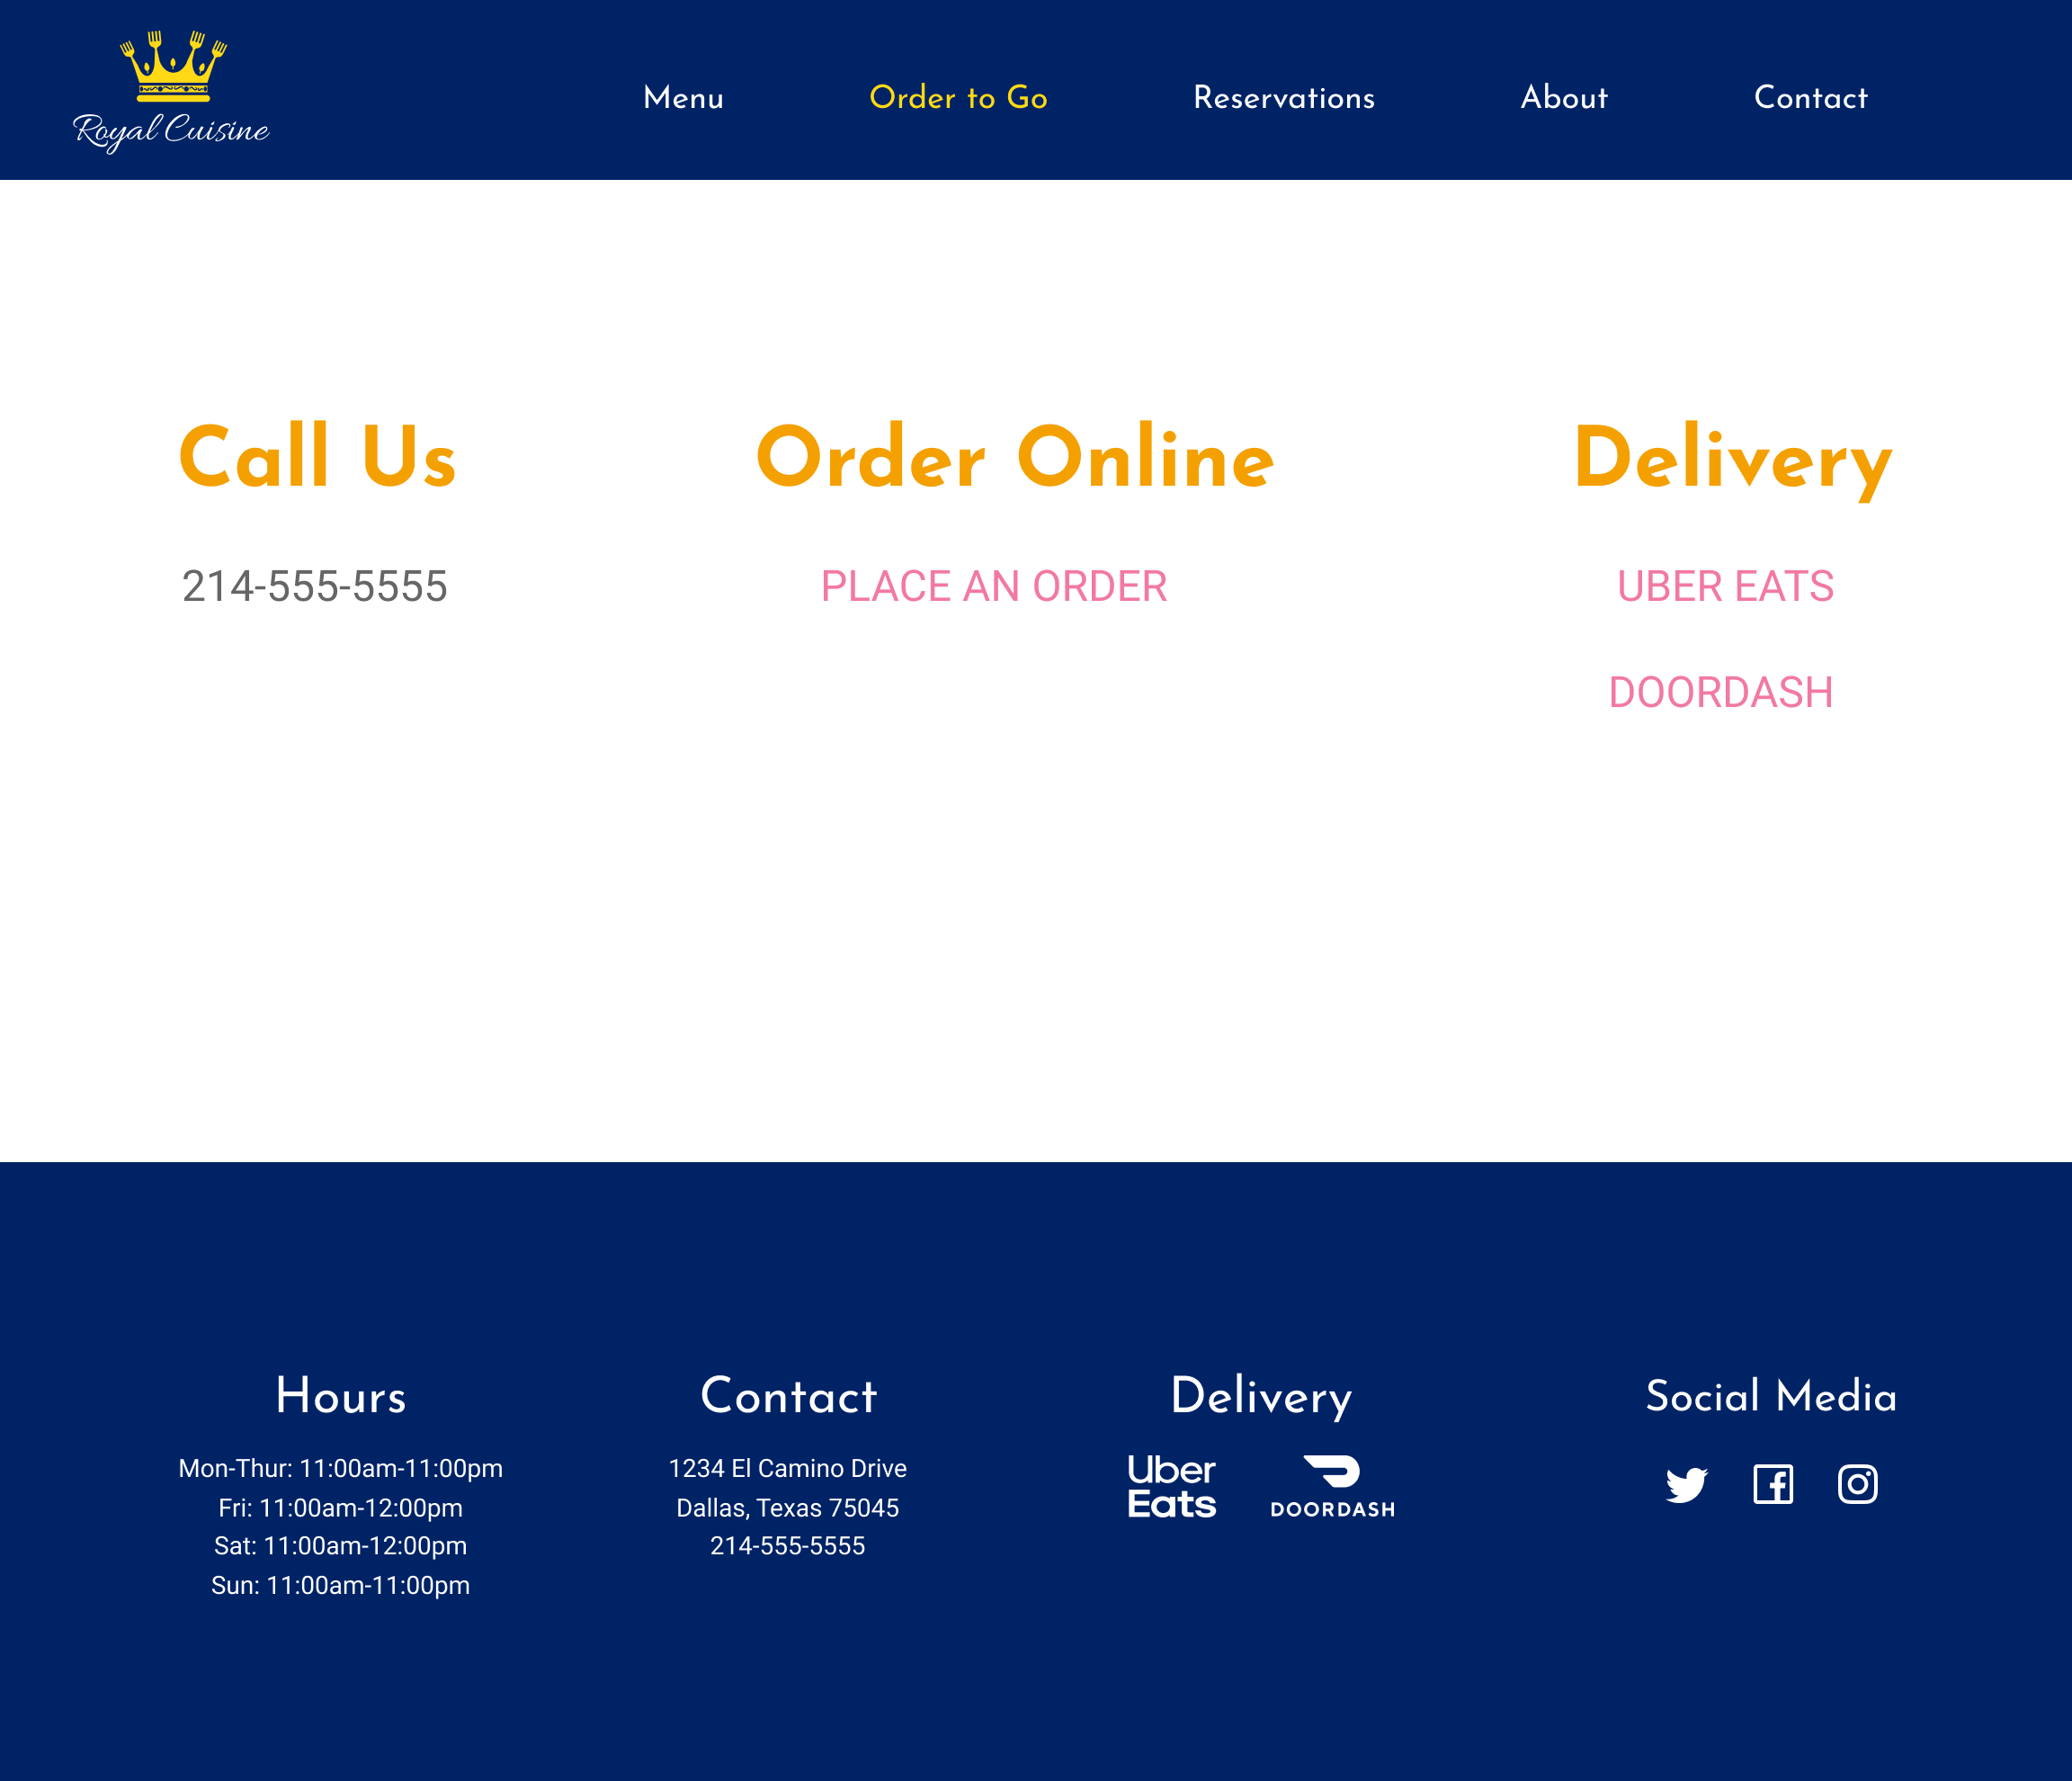 Royal Cuisine
Menu
Order to Go
Reservations
About
Contact
Call Us
214-555-5555
Order Online
PLACE AN ORDER
Delivery
UBER EATS
DOORDASH
Hours
Mon-Thur: 11:00am-11:00pm
Fri: 11:00am-12:00pm
Sat: 11:00am-12:00pm
Sun: 11:00am-11:00pm
Contact
1234 El Camino Drive
Dallas, Texas 75045
214-555-5555
Delivery
Uber
Eats
DOORDASH
Social Media